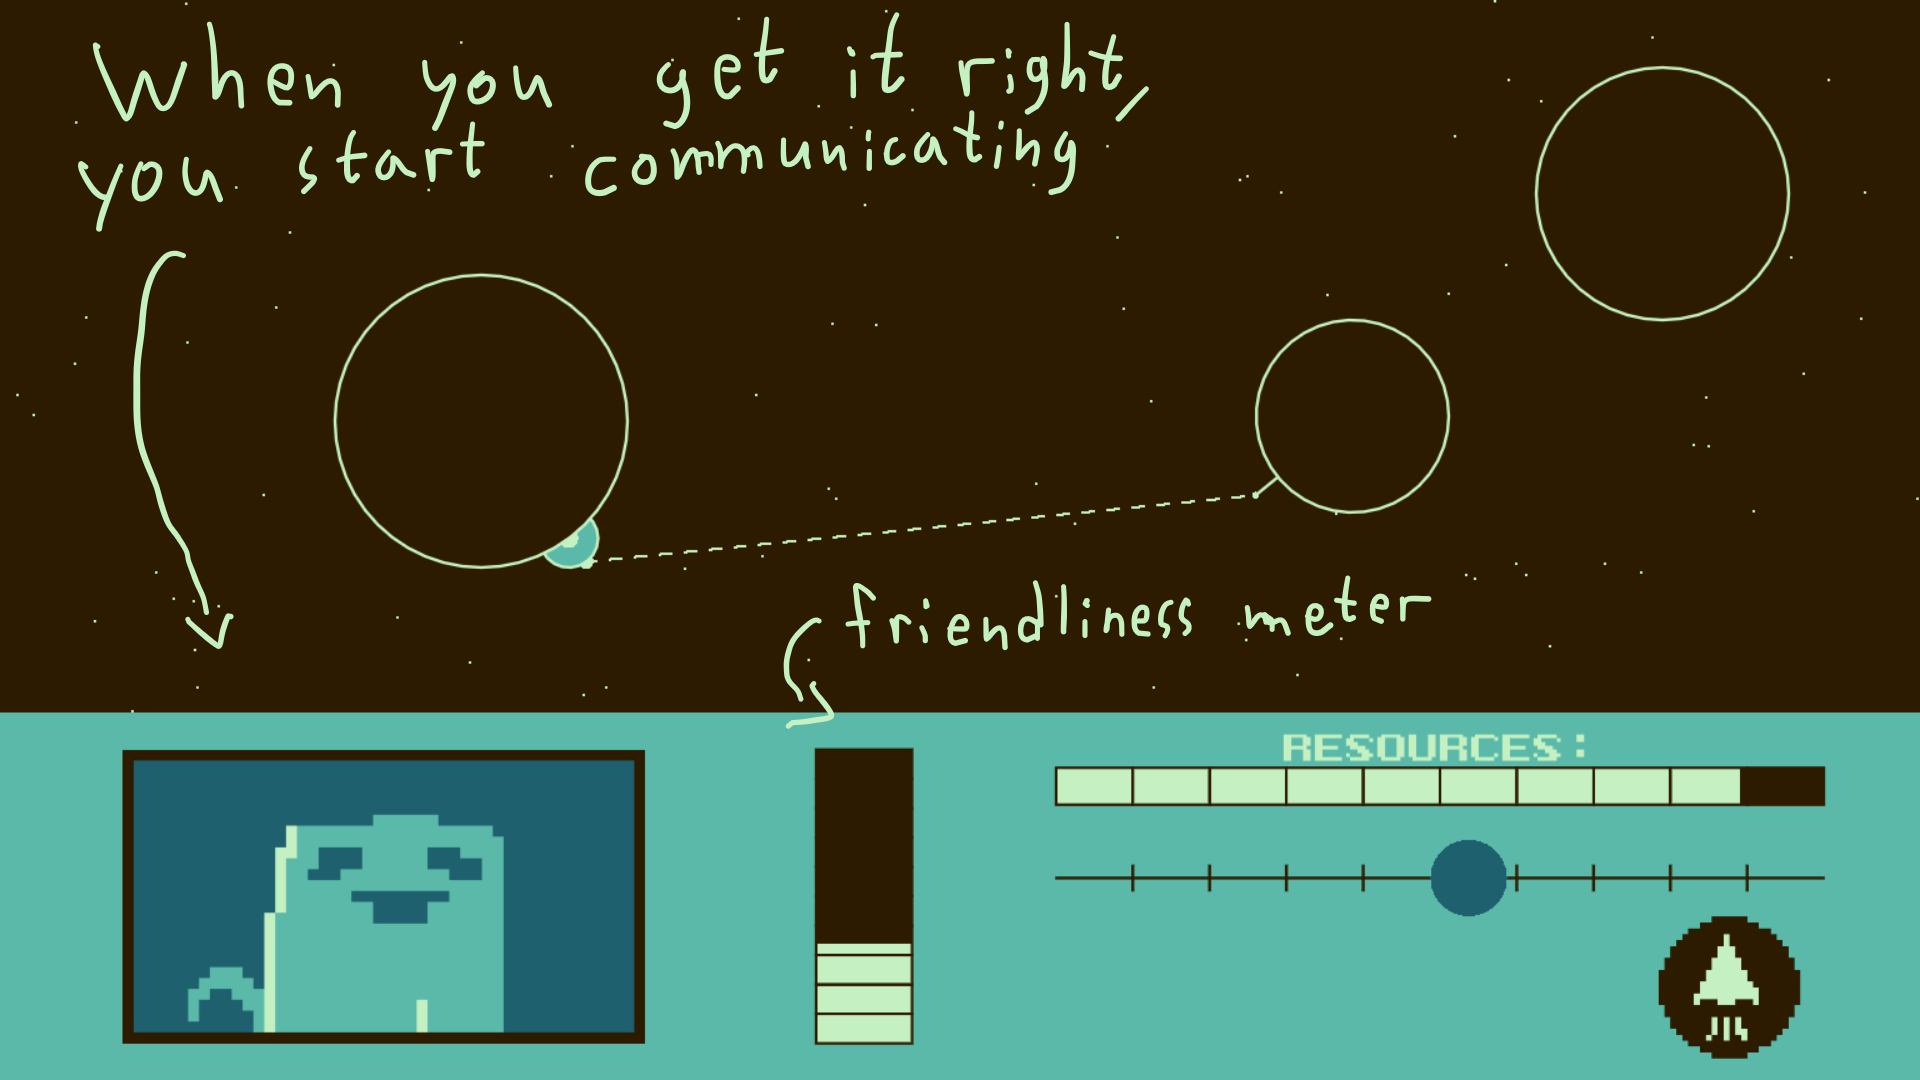 When you get it right,
you start communicating
friendliness meter
RESOURCES: